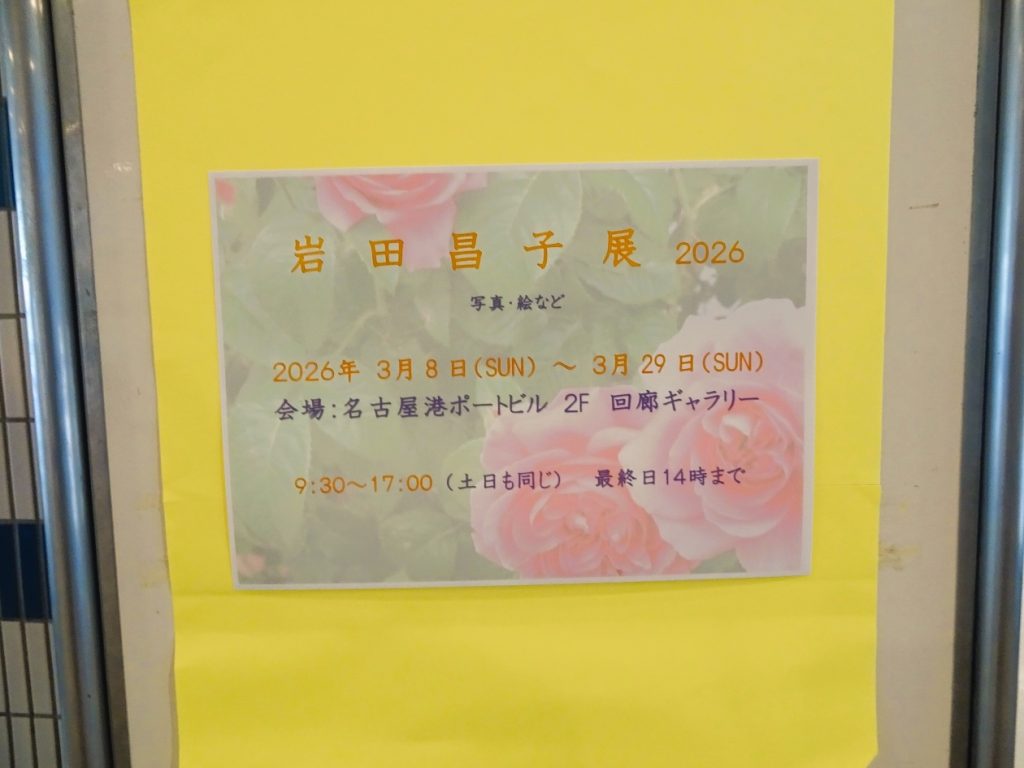 岩田昌子展 2026
写真・絵など
2026年 3月8日(SUN) ～ 3月29日(SUN)
会場:名古屋港ポートビル 2F 回廊ギャラリー
9:30～17:00 (土日も同じ) 最終日14時まで